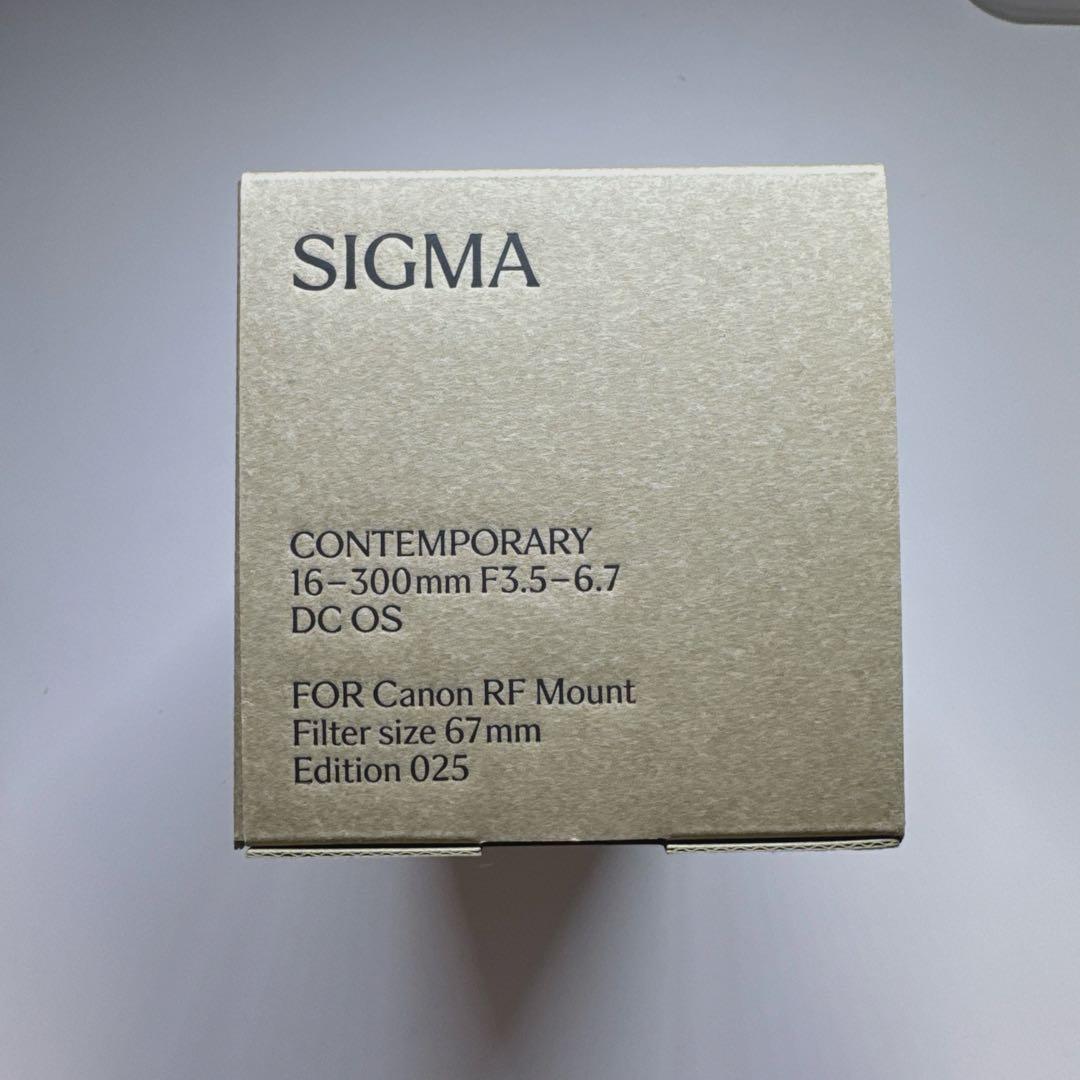 SIGMA
CONTEMPORARY
16–300mm F3.5–6.7
DC OS
FOR Canon RF Mount
Filter size 67mm
Edition 025